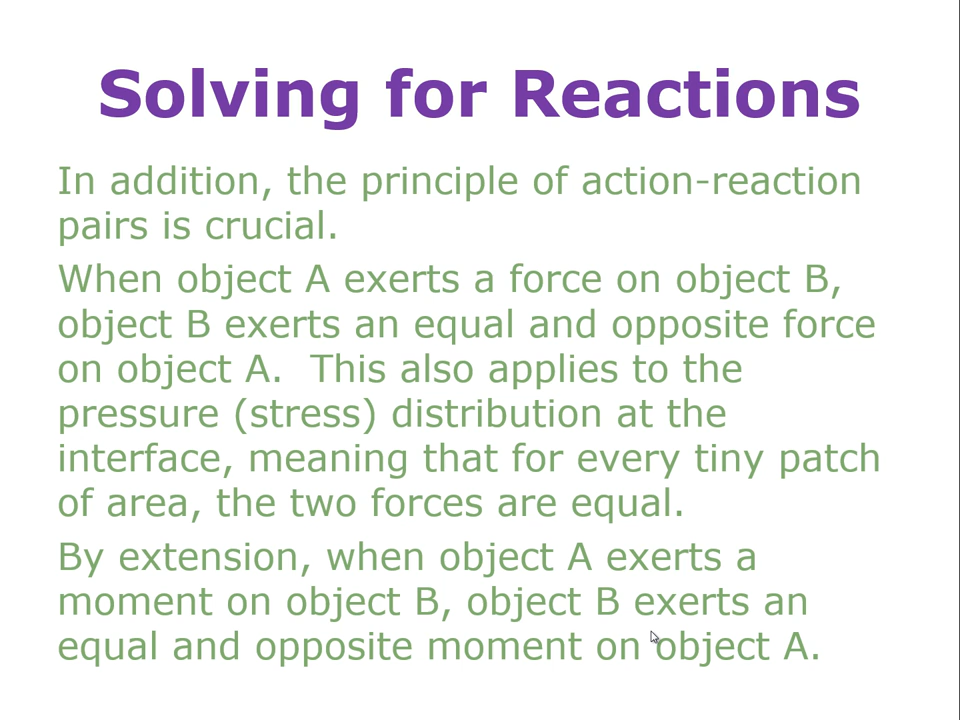 Solving for Reactions
In addition, the principle of action-reaction
pairs is crucial.
When object A exerts a force on object B,
object B exerts an equal and opposite force
on object A.  This also applies to the
pressure (stress) distribution at the
interface, meaning that for every tiny patch
of area, the two forces are equal.
By extension, when object A exerts a
moment on object B, object B exerts an
equal and opposite moment on object A.